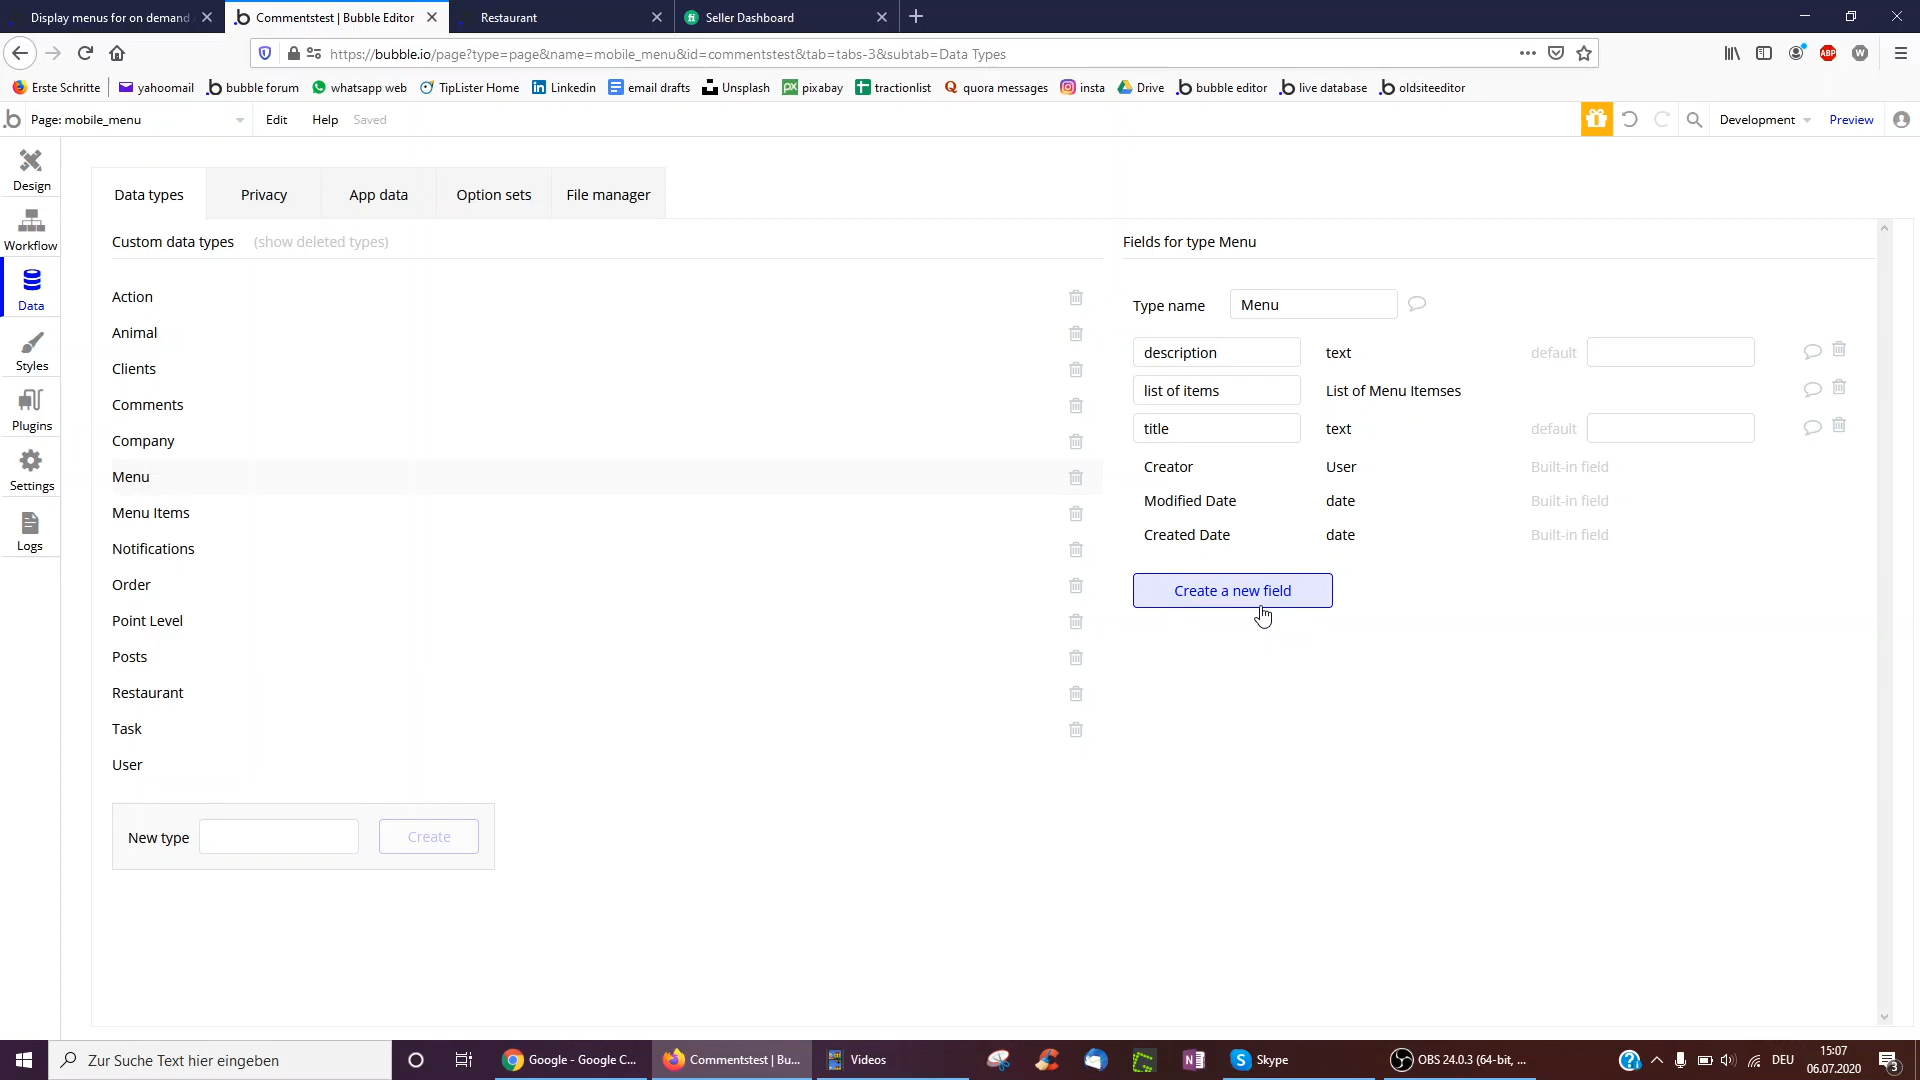 Display menus for on demand
Commentstest | Bubble Editor
Restaurant
Seller Dashboard
https://bubble.io/page?type=page&name=mobile_menu&id=commentstest&tab=tabs-3&subtab=Data Types
Erste Schritte
yahoomail
bubble forum
whatsapp web
TipLister Home
Linkedin
email drafts
Unsplash
pixabay
tractionlist
quora messages
insta
Drive
bubble editor
live database
oldsiteeditor
Page: mobile_menu
Edit
Help
Saved
Development
Preview
Design
Workflow
Data
Styles
Plugins
Settings
Logs
Data types
Privacy
App data
Option sets
File manager
Custom data types
(show deleted types)
Action
Animal
Clients
Comments
Company
Menu
Menu Items
Notifications
Order
Point Level
Posts
Restaurant
Task
User
New type
Create
Fields for type Menu
Type name
Menu
description
text
default
list of items
List of Menu Itemses
title
text
default
Creator
User
Built-in field
Modified Date
date
Built-in field
Created Date
date
Built-in field
Create a new field
Zur Suche Text hier eingeben
Google - Google C...
Commentstest | Bu...
Videos
Skype
OBS 24.0.3 (64-bit, ...
DEU
15:07
06.07.2020
3